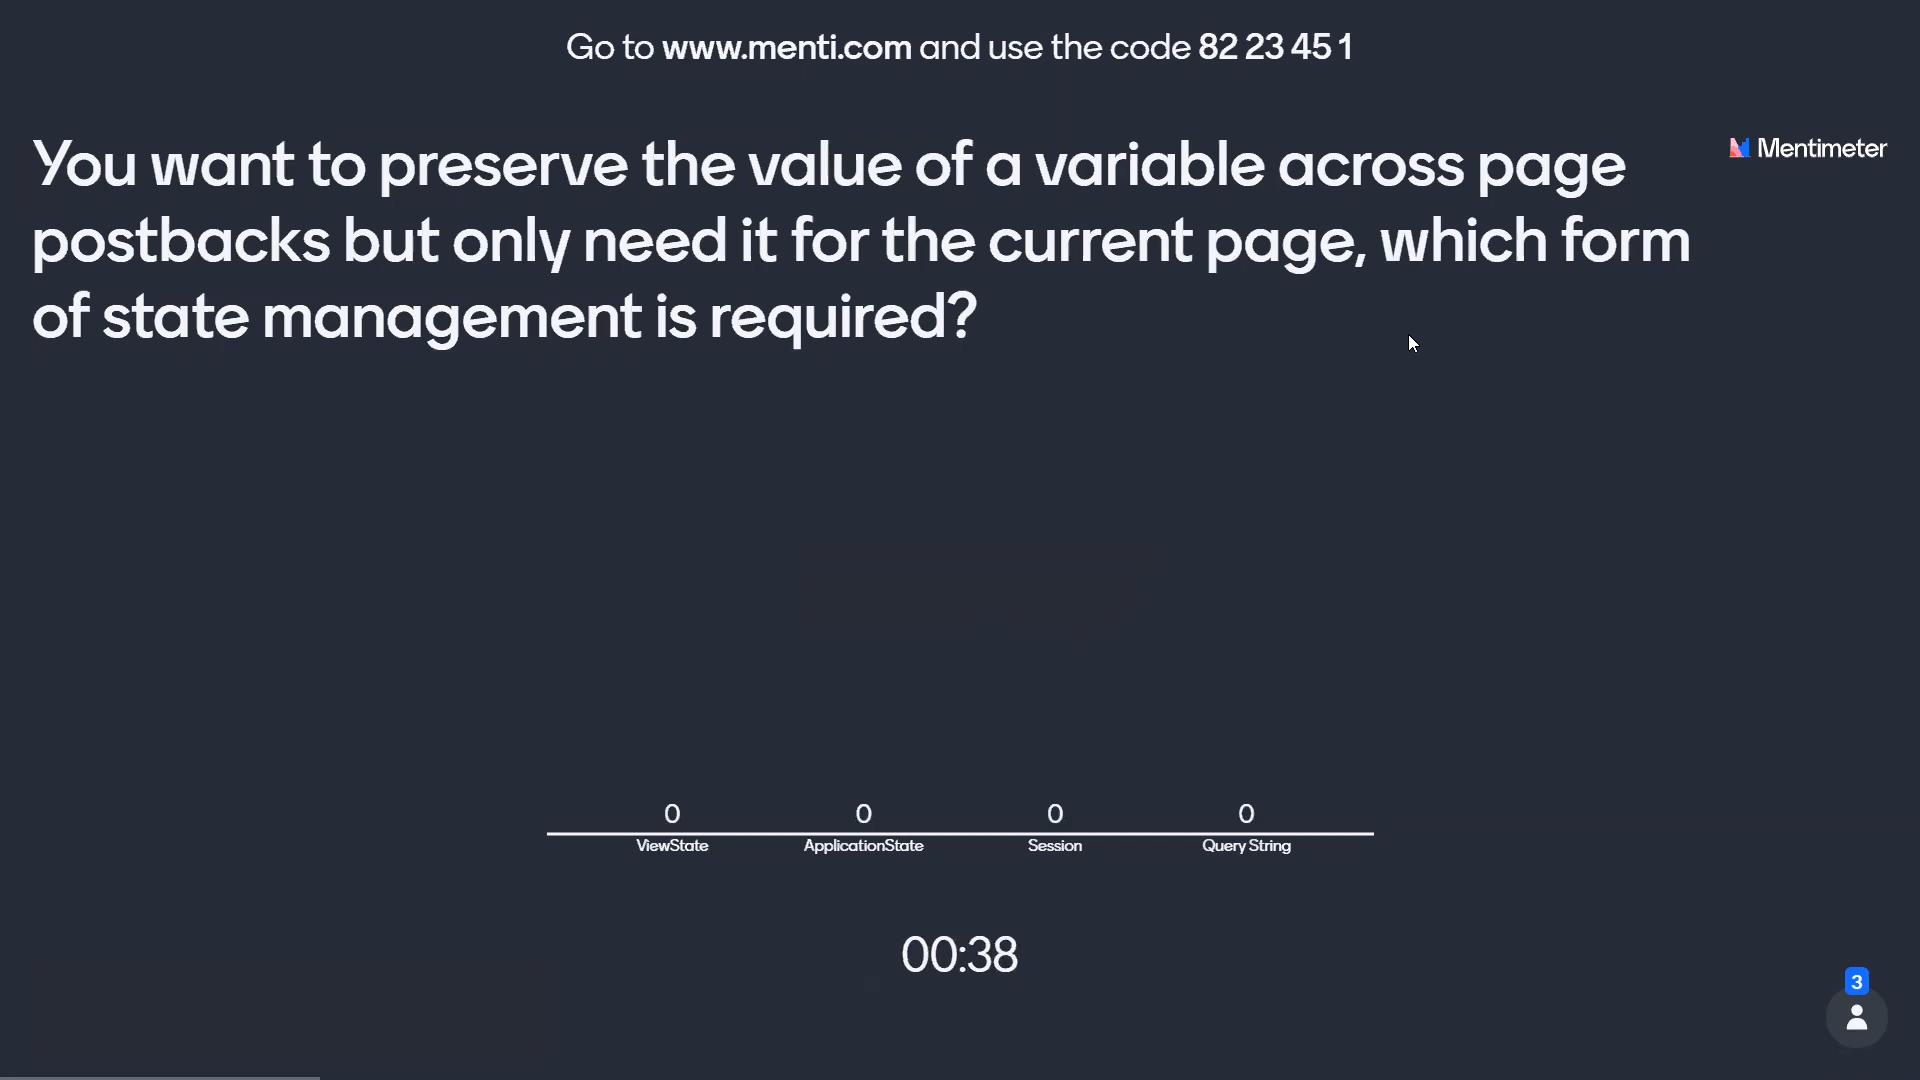 Go to www.menti.com and use the code 82 23 45 1
Mentimeter
You want to preserve the value of a variable across page
postbacks but only need it for the current page, which form
of state management is required?
0 0 0 0
ViewState ApplicationState Session Query String
00:38
3